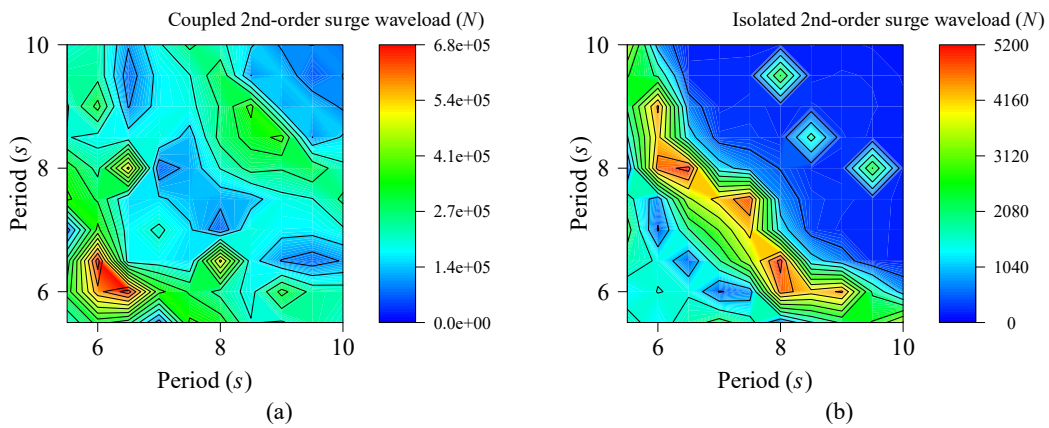 Coupled 2nd-order surge waveload (N)
10
8
6
Period (s)
6 8 10
Period (s)
6.8e+05
5.4e+05
4.1e+05
2.7e+05
1.4e+05
0.0e+00
(a)
Isolated 2nd-order surge waveload (N)
10
8
6
Period (s)
6 8 10
Period (s)
5200
4160
3120
2080
1040
0
(b)